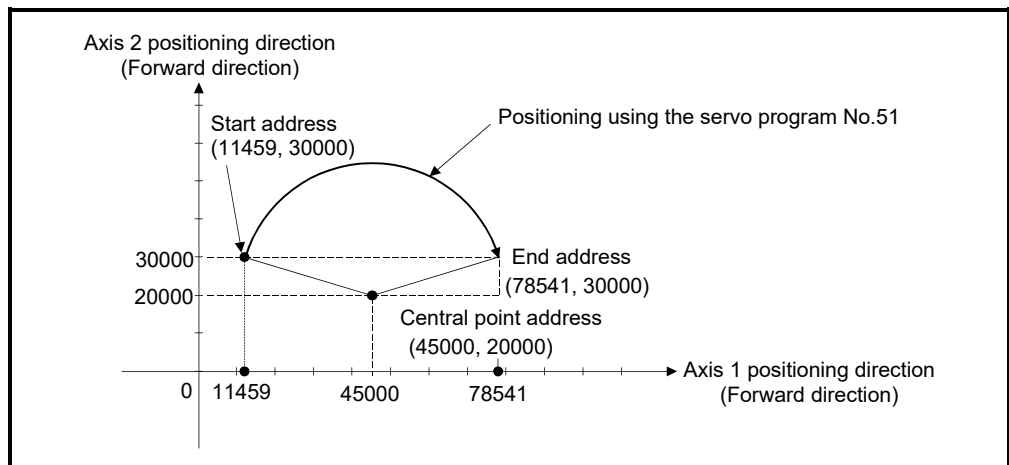 Axis 2 positioning direction
(Forward direction)
Positioning using the servo program No.51
Start address
(11459, 30000)
30000
End address
(78541, 30000)
20000
Central point address
(45000, 20000)
Axis 1 positioning direction
(Forward direction)
0
11459
45000
78541